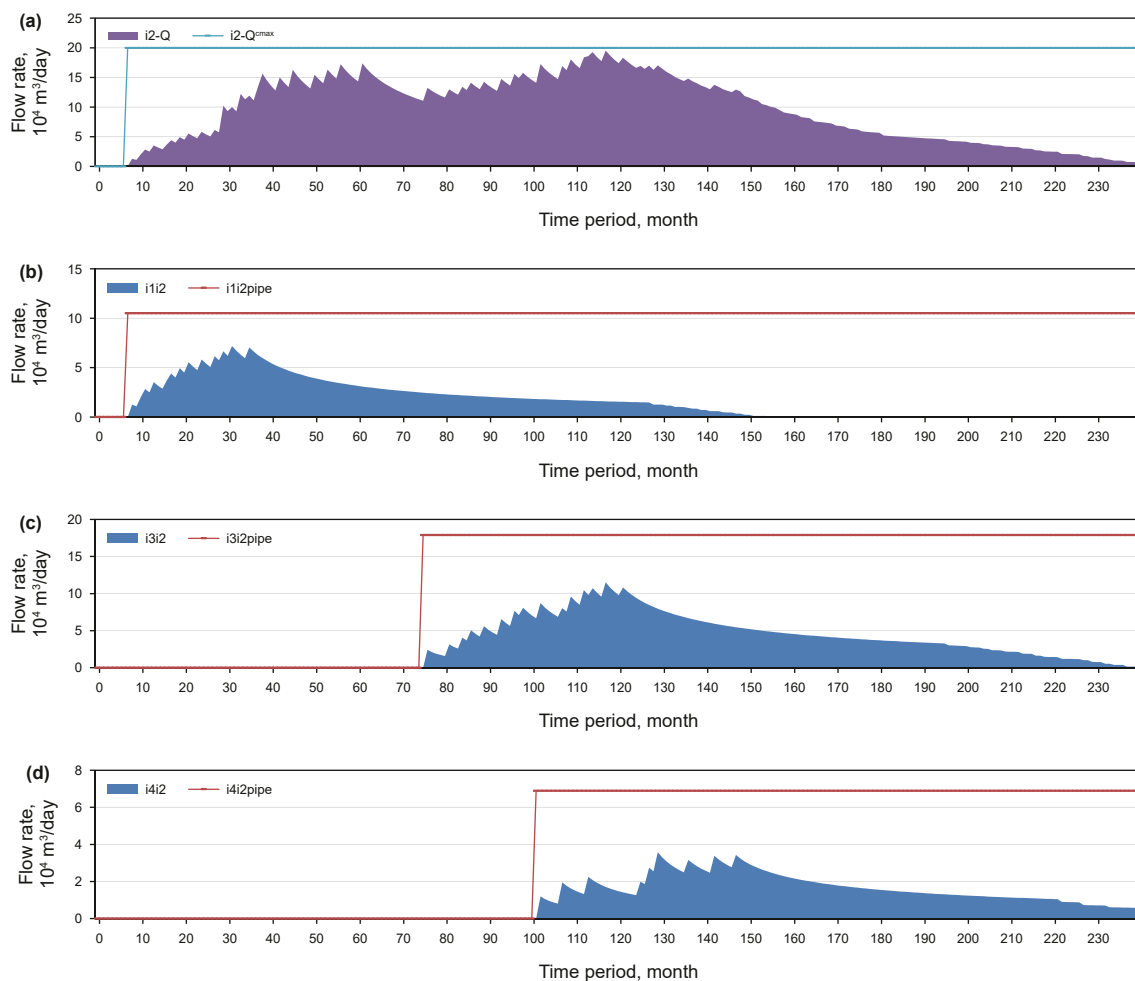 (a)
25
20
15
10
5
0
i2-Q
i2-Qᶜᵐᵃˣ
Flow rate,
10⁴ m³/day
0 10 20 30 40 50 60 70 80 90 100 110 120 130 140 150 160 170 180 190 200 210 220 230
Time period, month
(b)
15
10
5
0
i1i2
i1i2pipe
Flow rate,
10⁴ m³/day
0 10 20 30 40 50 60 70 80 90 100 110 120 130 140 150 160 170 180 190 200 210 220 230
Time period, month
(c)
20
15
10
5
0
i3i2
i3i2pipe
Flow rate,
10⁴ m³/day
0 10 20 30 40 50 60 70 80 90 100 110 120 130 140 150 160 170 180 190 200 210 220 230
Time period, month
(d)
8
6
4
2
0
i4i2
i4i2pipe
Flow rate,
10⁴ m³/day
0 10 20 30 40 50 60 70 80 90 100 110 120 130 140 150 160 170 180 190 200 210 220 230
Time period, month